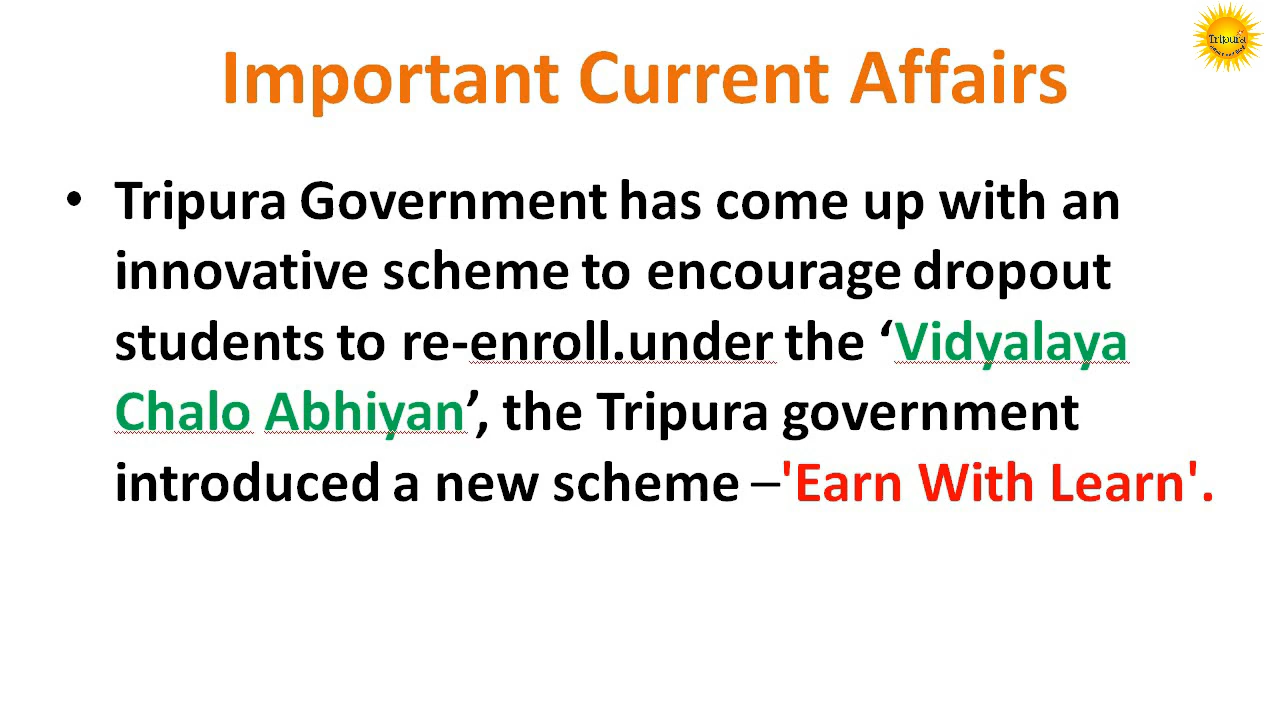 Important Current Affairs
Tripura
• Tripura Government has come up with an
innovative scheme to encourage dropout
students to re-enroll.under the ‘Vidyalaya
Chalo Abhiyan’, the Tripura government
introduced a new scheme –'Earn With Learn'.